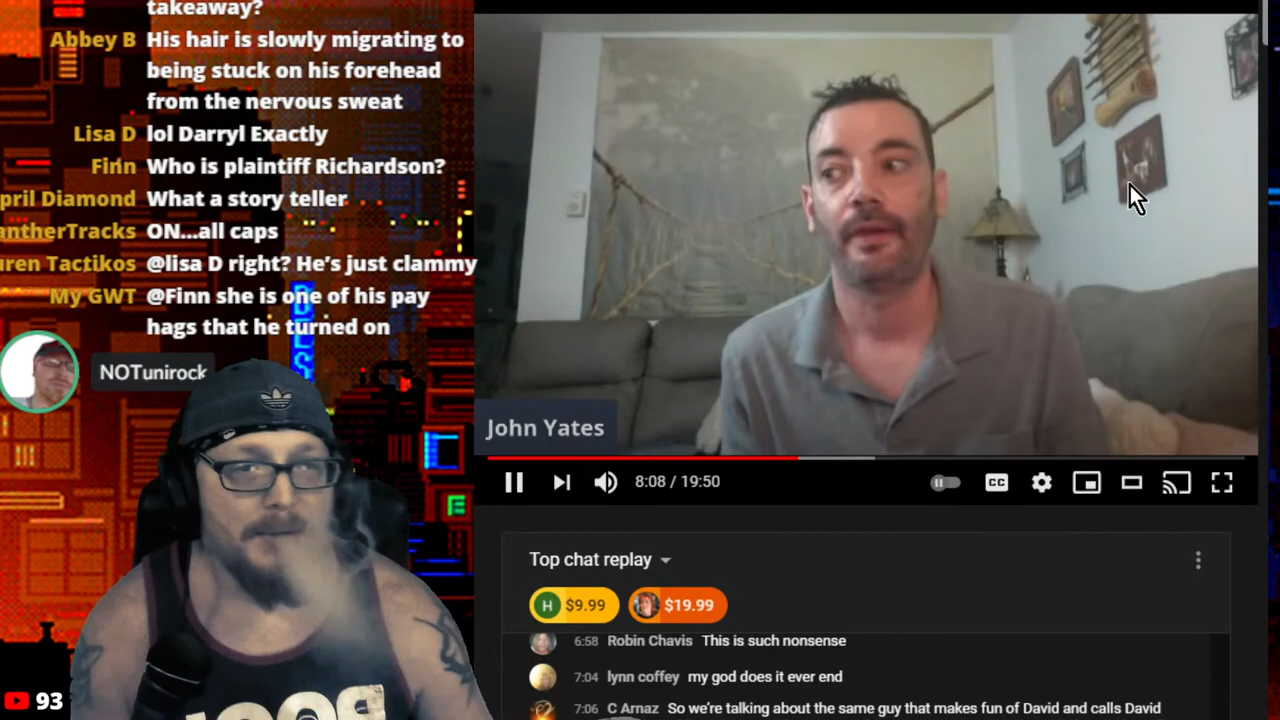 takeaway?
Abbey B His hair is slowly migrating to
being stuck on his forehead
from the nervous sweat
Lisa D lol Darryl Exactly
Finn Who is plaintiff Richardson?
pril Diamond What a story teller
antherTracks ON...all caps
uren Tactikos @lisa D right? He's just clammy
My GWT @Finn she is one of his pay
hags that he turned on
NOTunirock
93
John Yates
8:08 / 19:50
CC
Top chat replay
H $9.99 $19.99
6:58 Robin Chavis This is such nonsense
7:04 lynn coffey my god does it ever end
7:06 C Arnaz So we're talking about the same guy that makes fun of David and calls David